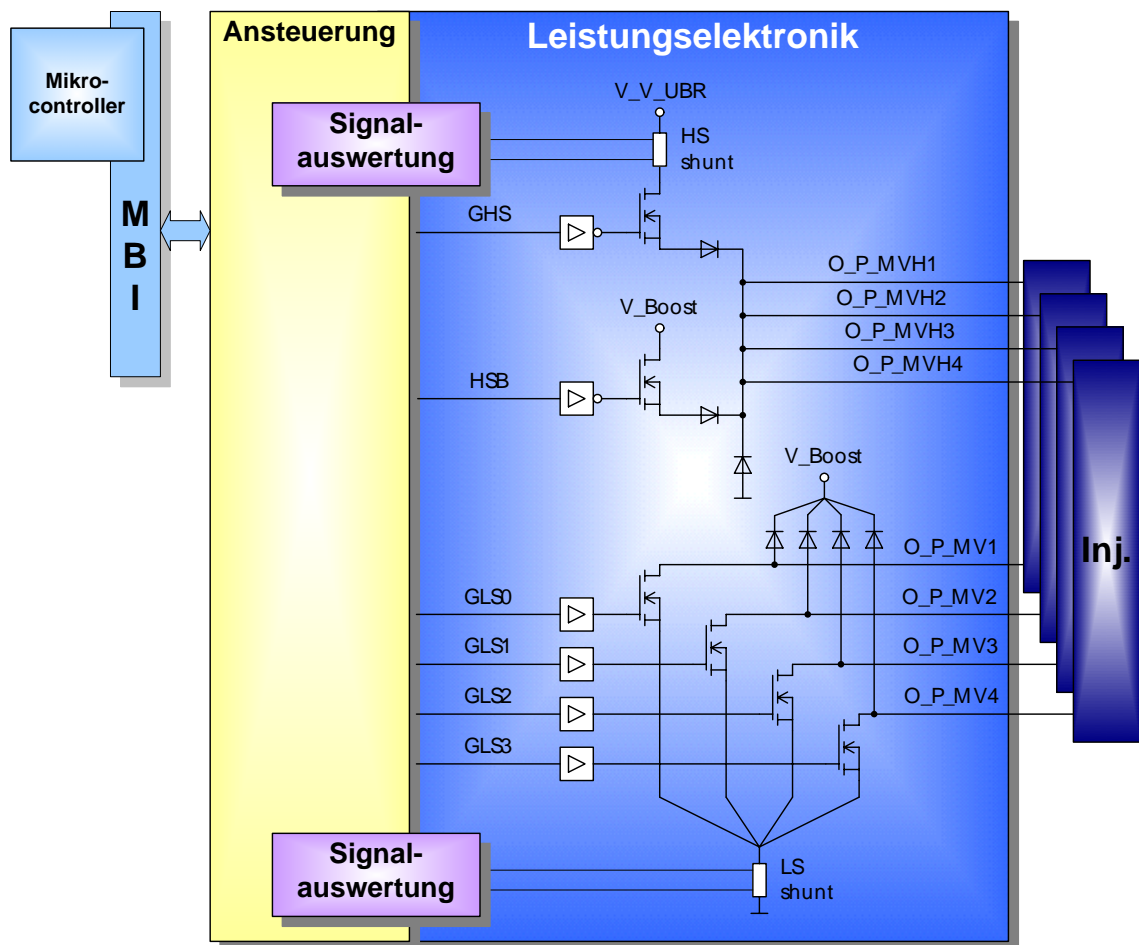 Ansteuerung
Leistungselektronik
Mikro-
controller
M
B
I
Signal-
auswertung
V_V_UBR
HS
shunt
GHS
O_P_MVH1
O_P_MVH2
V_Boost
O_P_MVH3
O_P_MVH4
HSB
V_Boost
O_P_MV1
Inj.
GLS0
O_P_MV2
GLS1
O_P_MV3
GLS2
O_P_MV4
GLS3
Signal-
auswertung
LS
shunt